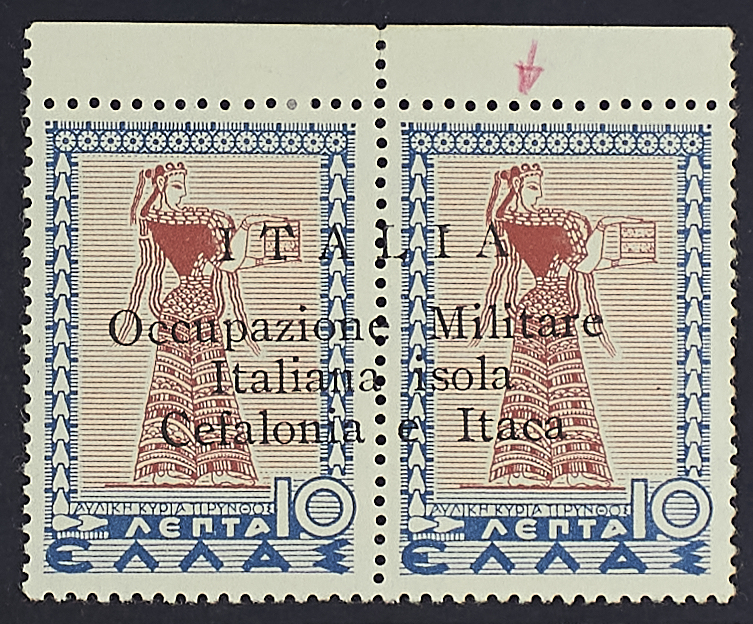 ITALIA
Occupazione Militare
Italiana isola
Cefalonia e Itaca
ΑΥΛΙΚΗ ΚΥΡΙΑ ΤΙΡΥΝΘΟΣ
ΛΕΠΤΑ 10
ΕΛΛΑΣ
ΑΥΛΙΚΗ ΚΥΡΙΑ ΤΙΡΥΝΘΟΣ
ΛΕΠΤΑ 10
ΕΛΛΑΣ